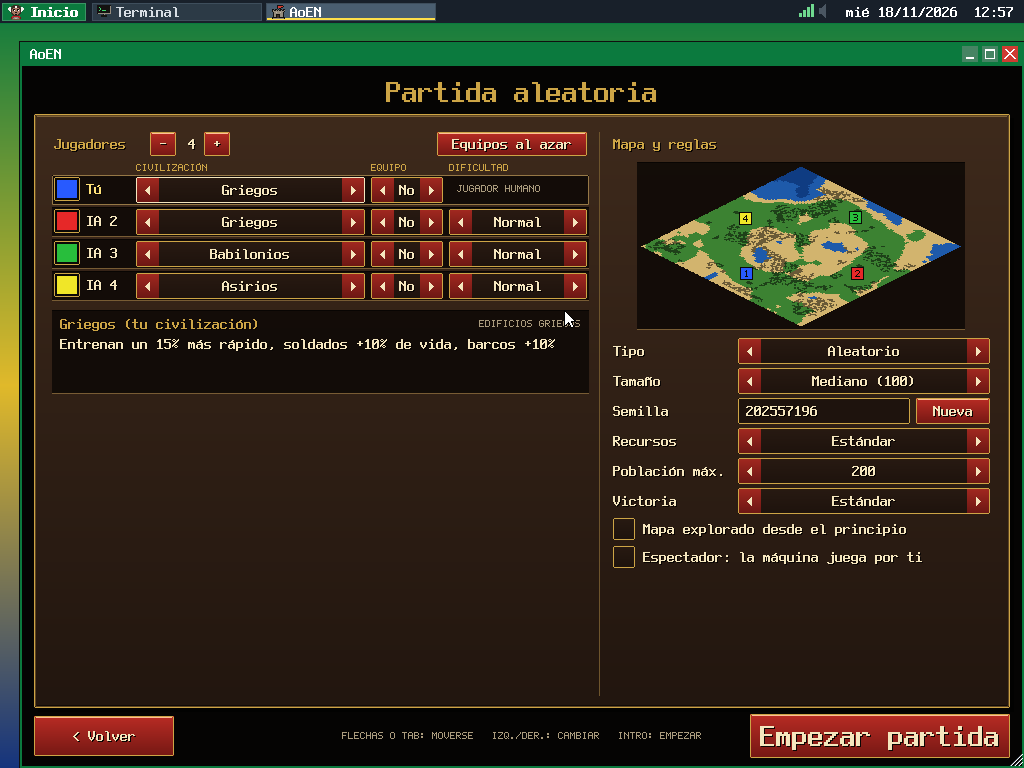 Inicio
Terminal
AoEN
mié 18/11/2026 12:57
AoEN
Partida aleatoria
Jugadores - 4 + Equipos al azar
CIVILIZACIÓN EQUIPO DIFICULTAD
Tú Griegos No JUGADOR HUMANO
IA 2 Griegos No Normal
IA 3 Babilonios No Normal
IA 4 Asirios No Normal
Griegos (tu civilización) EDIFICIOS GRIEGOS
Entrenan un 15% más rápido, soldados +10% de vida, barcos +10%
Mapa y reglas
4 3
1 2
Tipo Aleatorio
Tamaño Mediano (100)
Semilla 202557196 Nueva
Recursos Estándar
Población máx. 200
Victoria Estándar
Mapa explorado desde el principio
Espectador: la máquina juega por ti
< Volver
FLECHAS O TAB: MOVERSE IZQ./DER.: CAMBIAR INTRO: EMPEZAR
Empezar partida